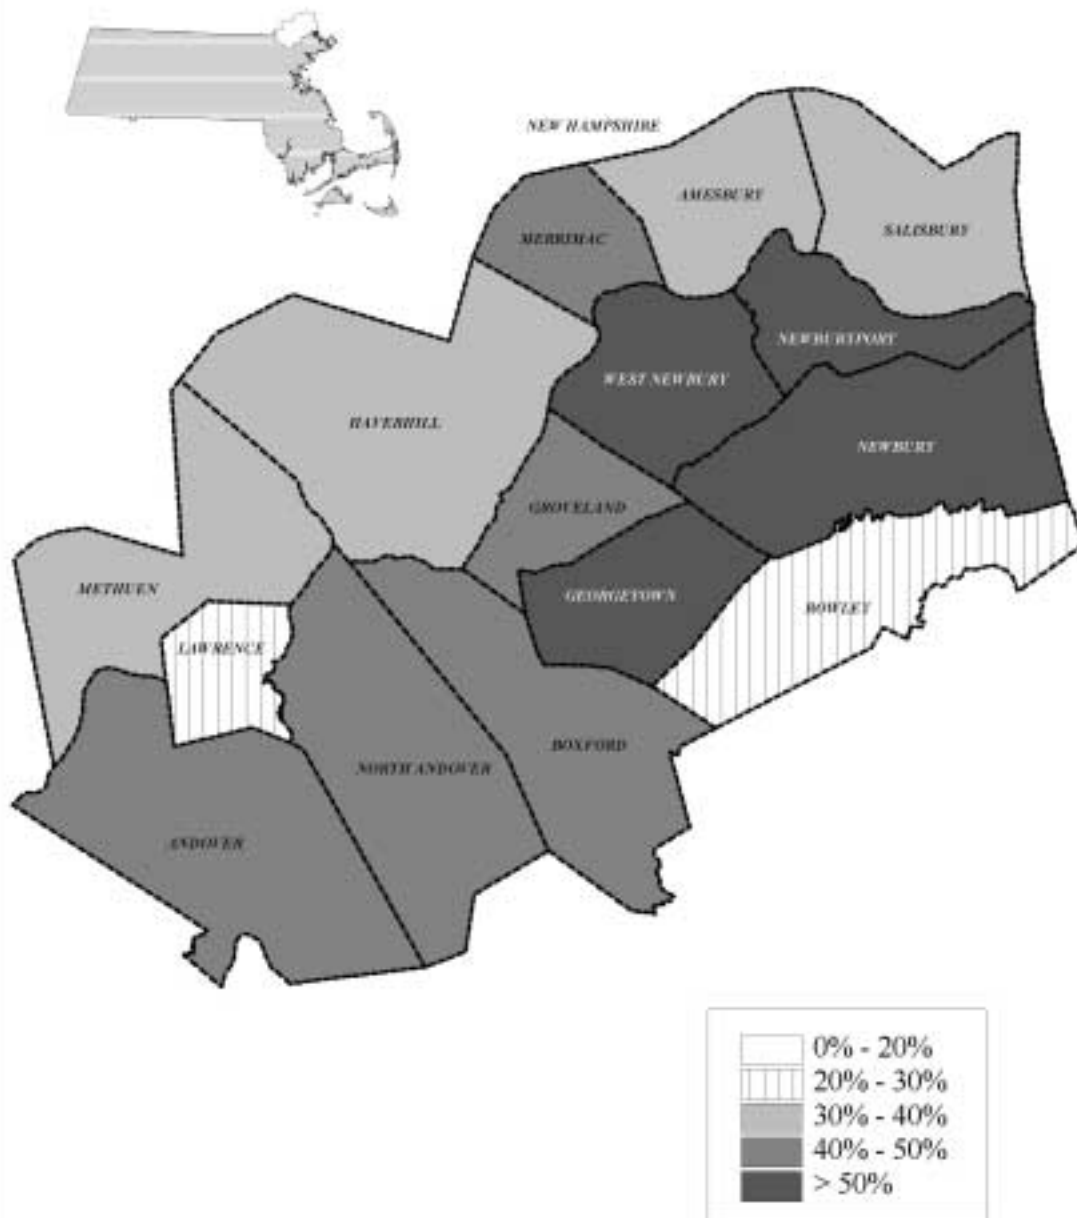 NEW HAMPSHIRE
AMESBURY
SALISBURY
MERRIMAC
NEWBURYPORT
WEST NEWBURY
HAVERHILL
NEWBURY
GROVELAND
METHUEN
GEORGETOWN
ROWLEY
LAWRENCE
BOXFORD
NORTH ANDOVER
ANDOVER
0% - 20%
20% - 30%
30% - 40%
40% - 50%
> 50%